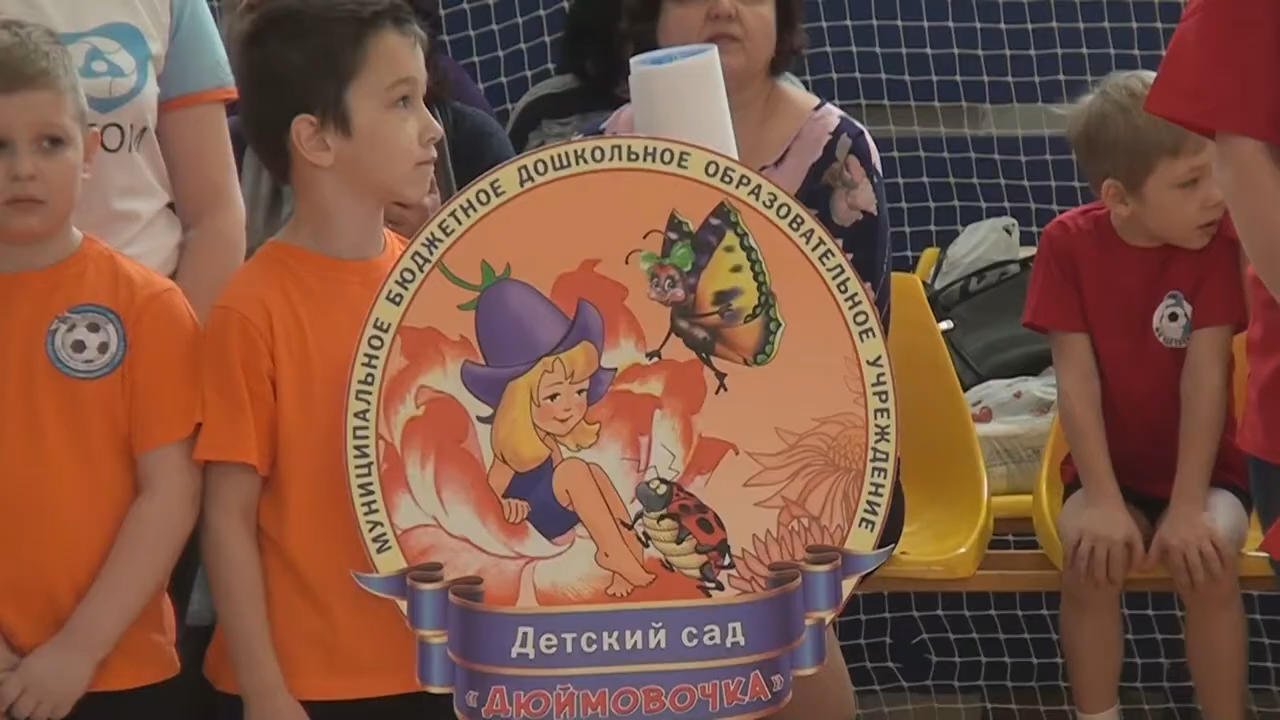 МУНИЦИПАЛЬНОЕ БЮДЖЕТНОЕ ДОШКОЛЬНОЕ ОБРАЗОВАТЕЛЬНОЕ УЧРЕЖДЕНИЕ
Детский сад
«ДЮЙМОВОЧКА»